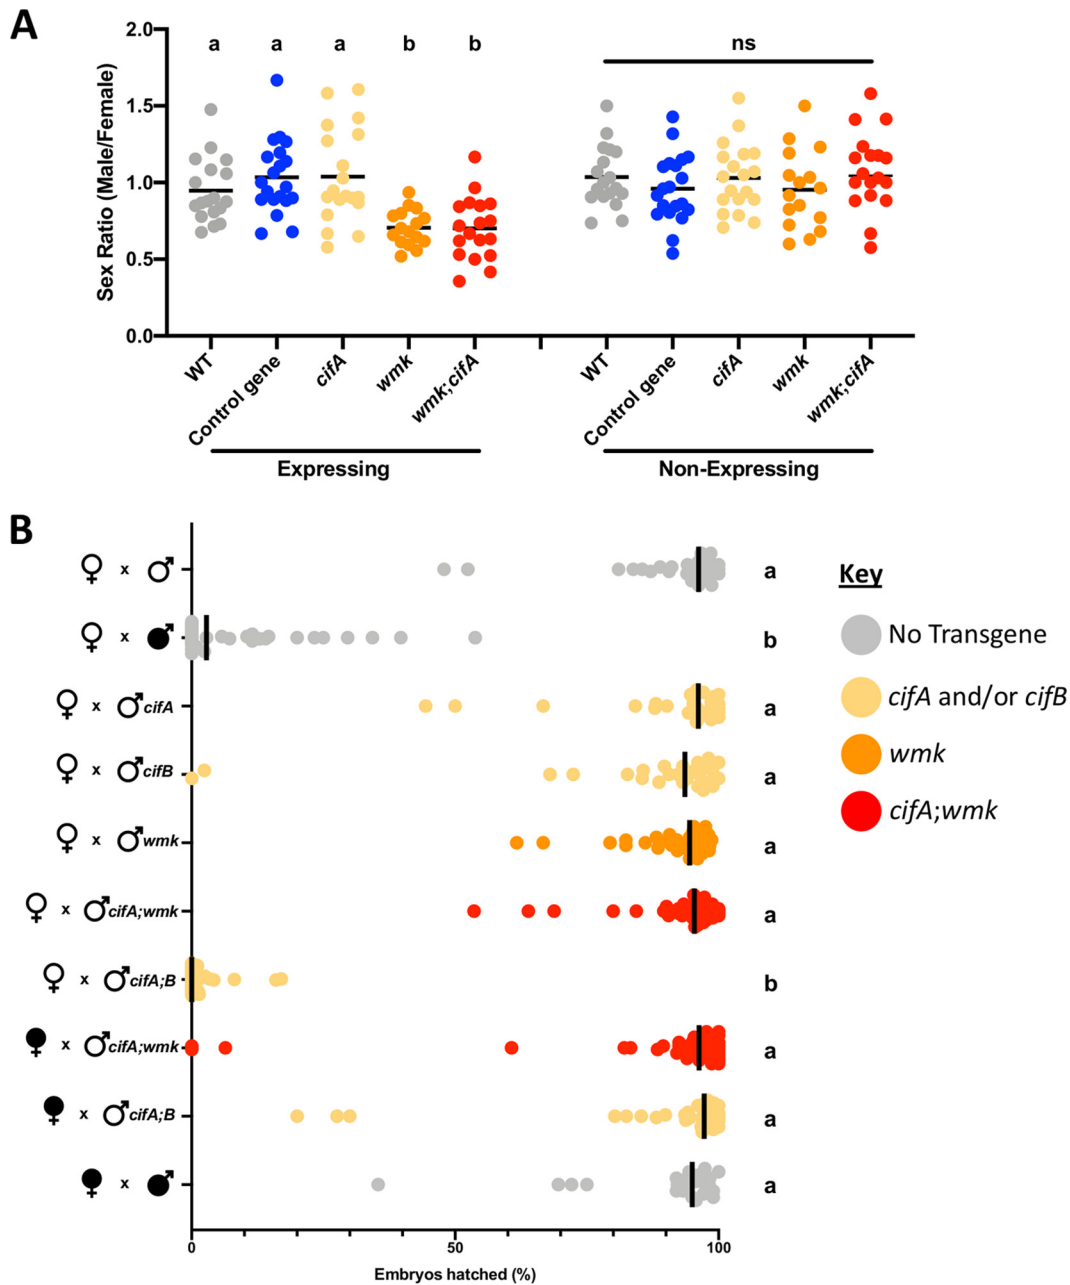 A
Sex Ratio (Male/Female)
2.0
1.5
1.0
0.5
0.0
a a a b b
ns
WT Control gene cifA wmk wmk;cifA
WT Control gene cifA wmk wmk;cifA
Expressing
Non-Expressing
B
♀ x ♂ a
♀ x ♂ b
♀ x ♂ cifA a
♀ x ♂ cifB a
♀ x ♂ wmk a
♀ x ♂ cifA;wmk a
♀ x ♂ cifA;B b
♀ x ♂ cifA;wmk a
♀ x ♂ cifA;B a
♀ x ♂ a
0 50 100
Embryos hatched (%)
Key
No Transgene
cifA and/or cifB
wmk
cifA;wmk